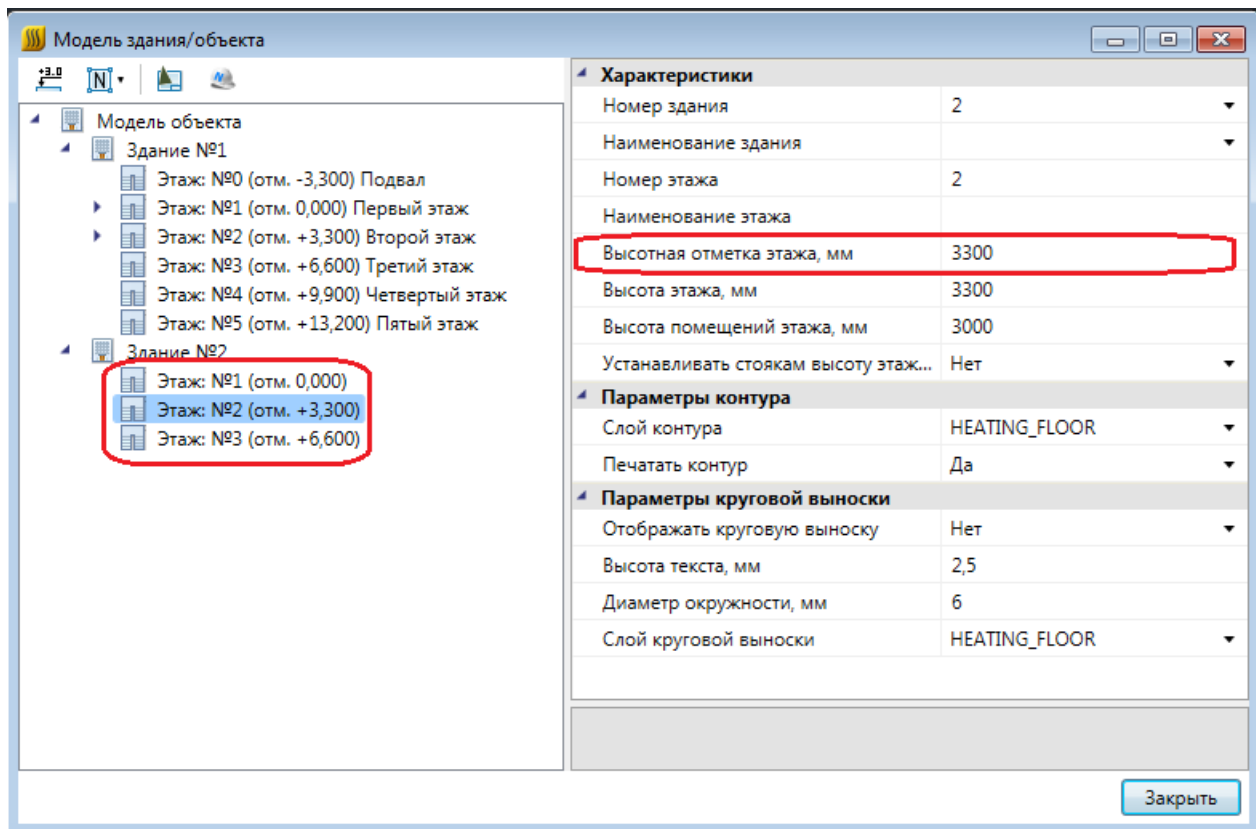 Модель здания/объекта
+3.0
N
Модель объекта
Здание №1
Этаж: №0 (отм. -3,300) Подвал
Этаж: №1 (отм. 0,000) Первый этаж
Этаж: №2 (отм. +3,300) Второй этаж
Этаж: №3 (отм. +6,600) Третий этаж
Этаж: №4 (отм. +9,900) Четвертый этаж
Этаж: №5 (отм. +13,200) Пятый этаж
Здание №2
Этаж: №1 (отм. 0,000)
Этаж: №2 (отм. +3,300)
Этаж: №3 (отм. +6,600)
Характеристики
Номер здания 2
Наименование здания
Номер этажа 2
Наименование этажа
Высотная отметка этажа, мм 3300
Высота этажа, мм 3300
Высота помещений этажа, мм 3000
Устанавливать стоякам высоту этаж... Нет
Параметры контура
Слой контура HEATING_FLOOR
Печатать контур Да
Параметры круговой выноски
Отображать круговую выноску Нет
Высота текста, мм 2,5
Диаметр окружности, мм 6
Слой круговой выноски HEATING_FLOOR
Закрыть